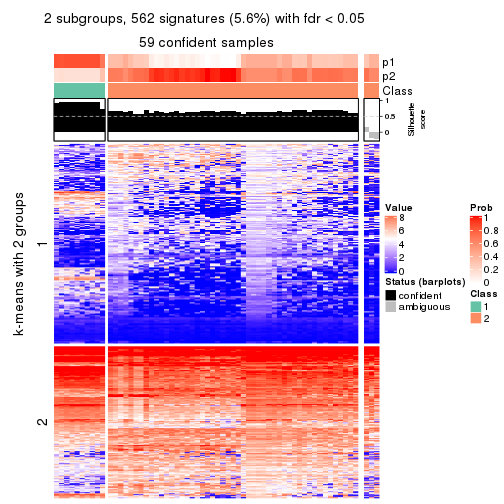 2 subgroups, 562 signatures (5.6%) with fdr < 0.05
59 confident samples
p1
p2
Class
1
0.5
0
Silhouette
score
k-means with 2 groups
1
2
Value
8
6
4
2
0
Status (barplots)
confident
ambiguous
Prob
1
0.8
0.6
0.4
0.2
0
Class
1
2